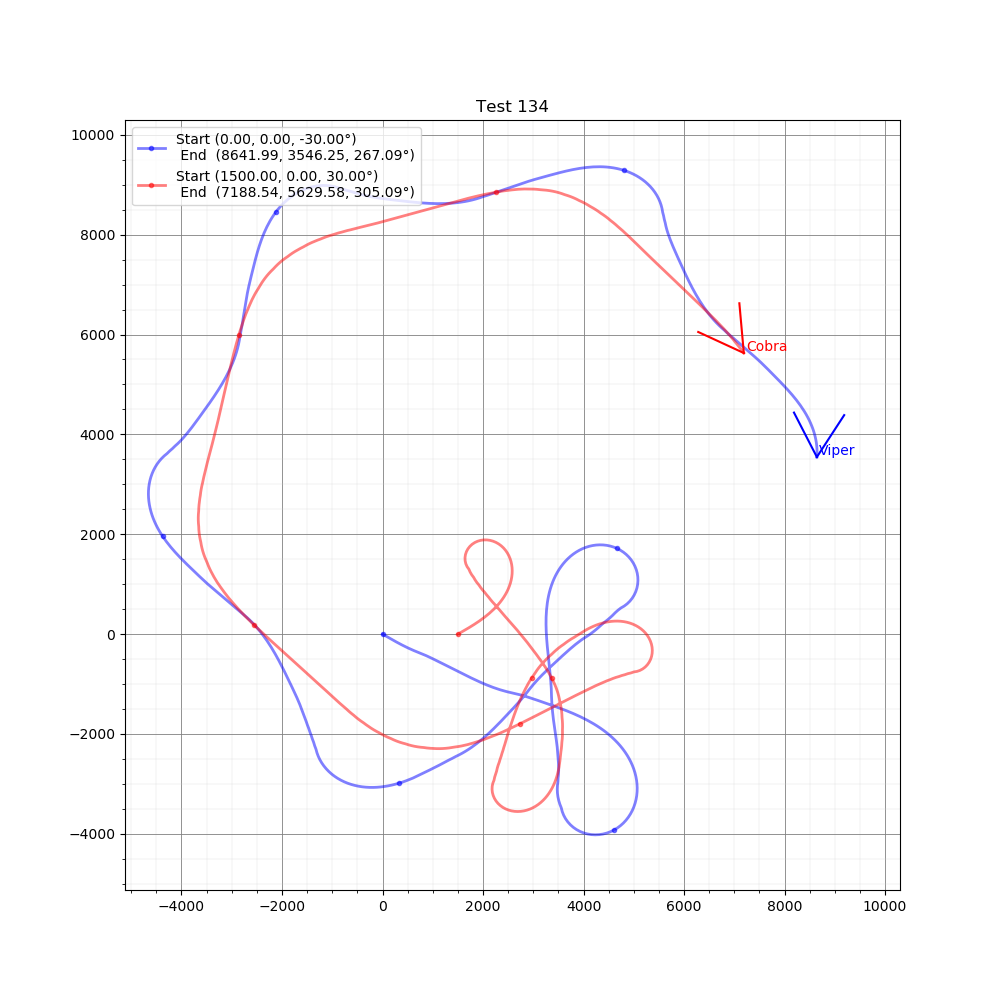 Test 134
Start (0.00, 0.00, -30.00°)
End (8641.99, 3546.25, 267.09°)
Start (1500.00, 0.00, 30.00°)
End (7188.54, 5629.58, 305.09°)
10000
8000
6000
4000
2000
0
−2000
−4000
Cobra
Viper
−4000 −2000 0 2000 4000 6000 8000 10000